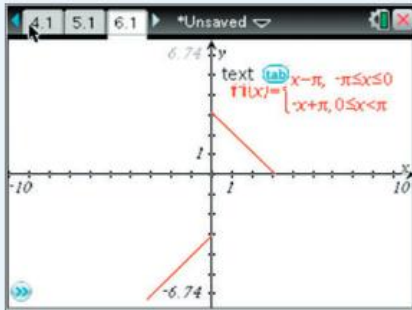 4.1 5.1 6.1 *Unsaved
6.74 y
text tab x-π, -π≤x≤0
f1(x)=
-x+π, 0≤x<π
1
x
-10 1 10
-6.74